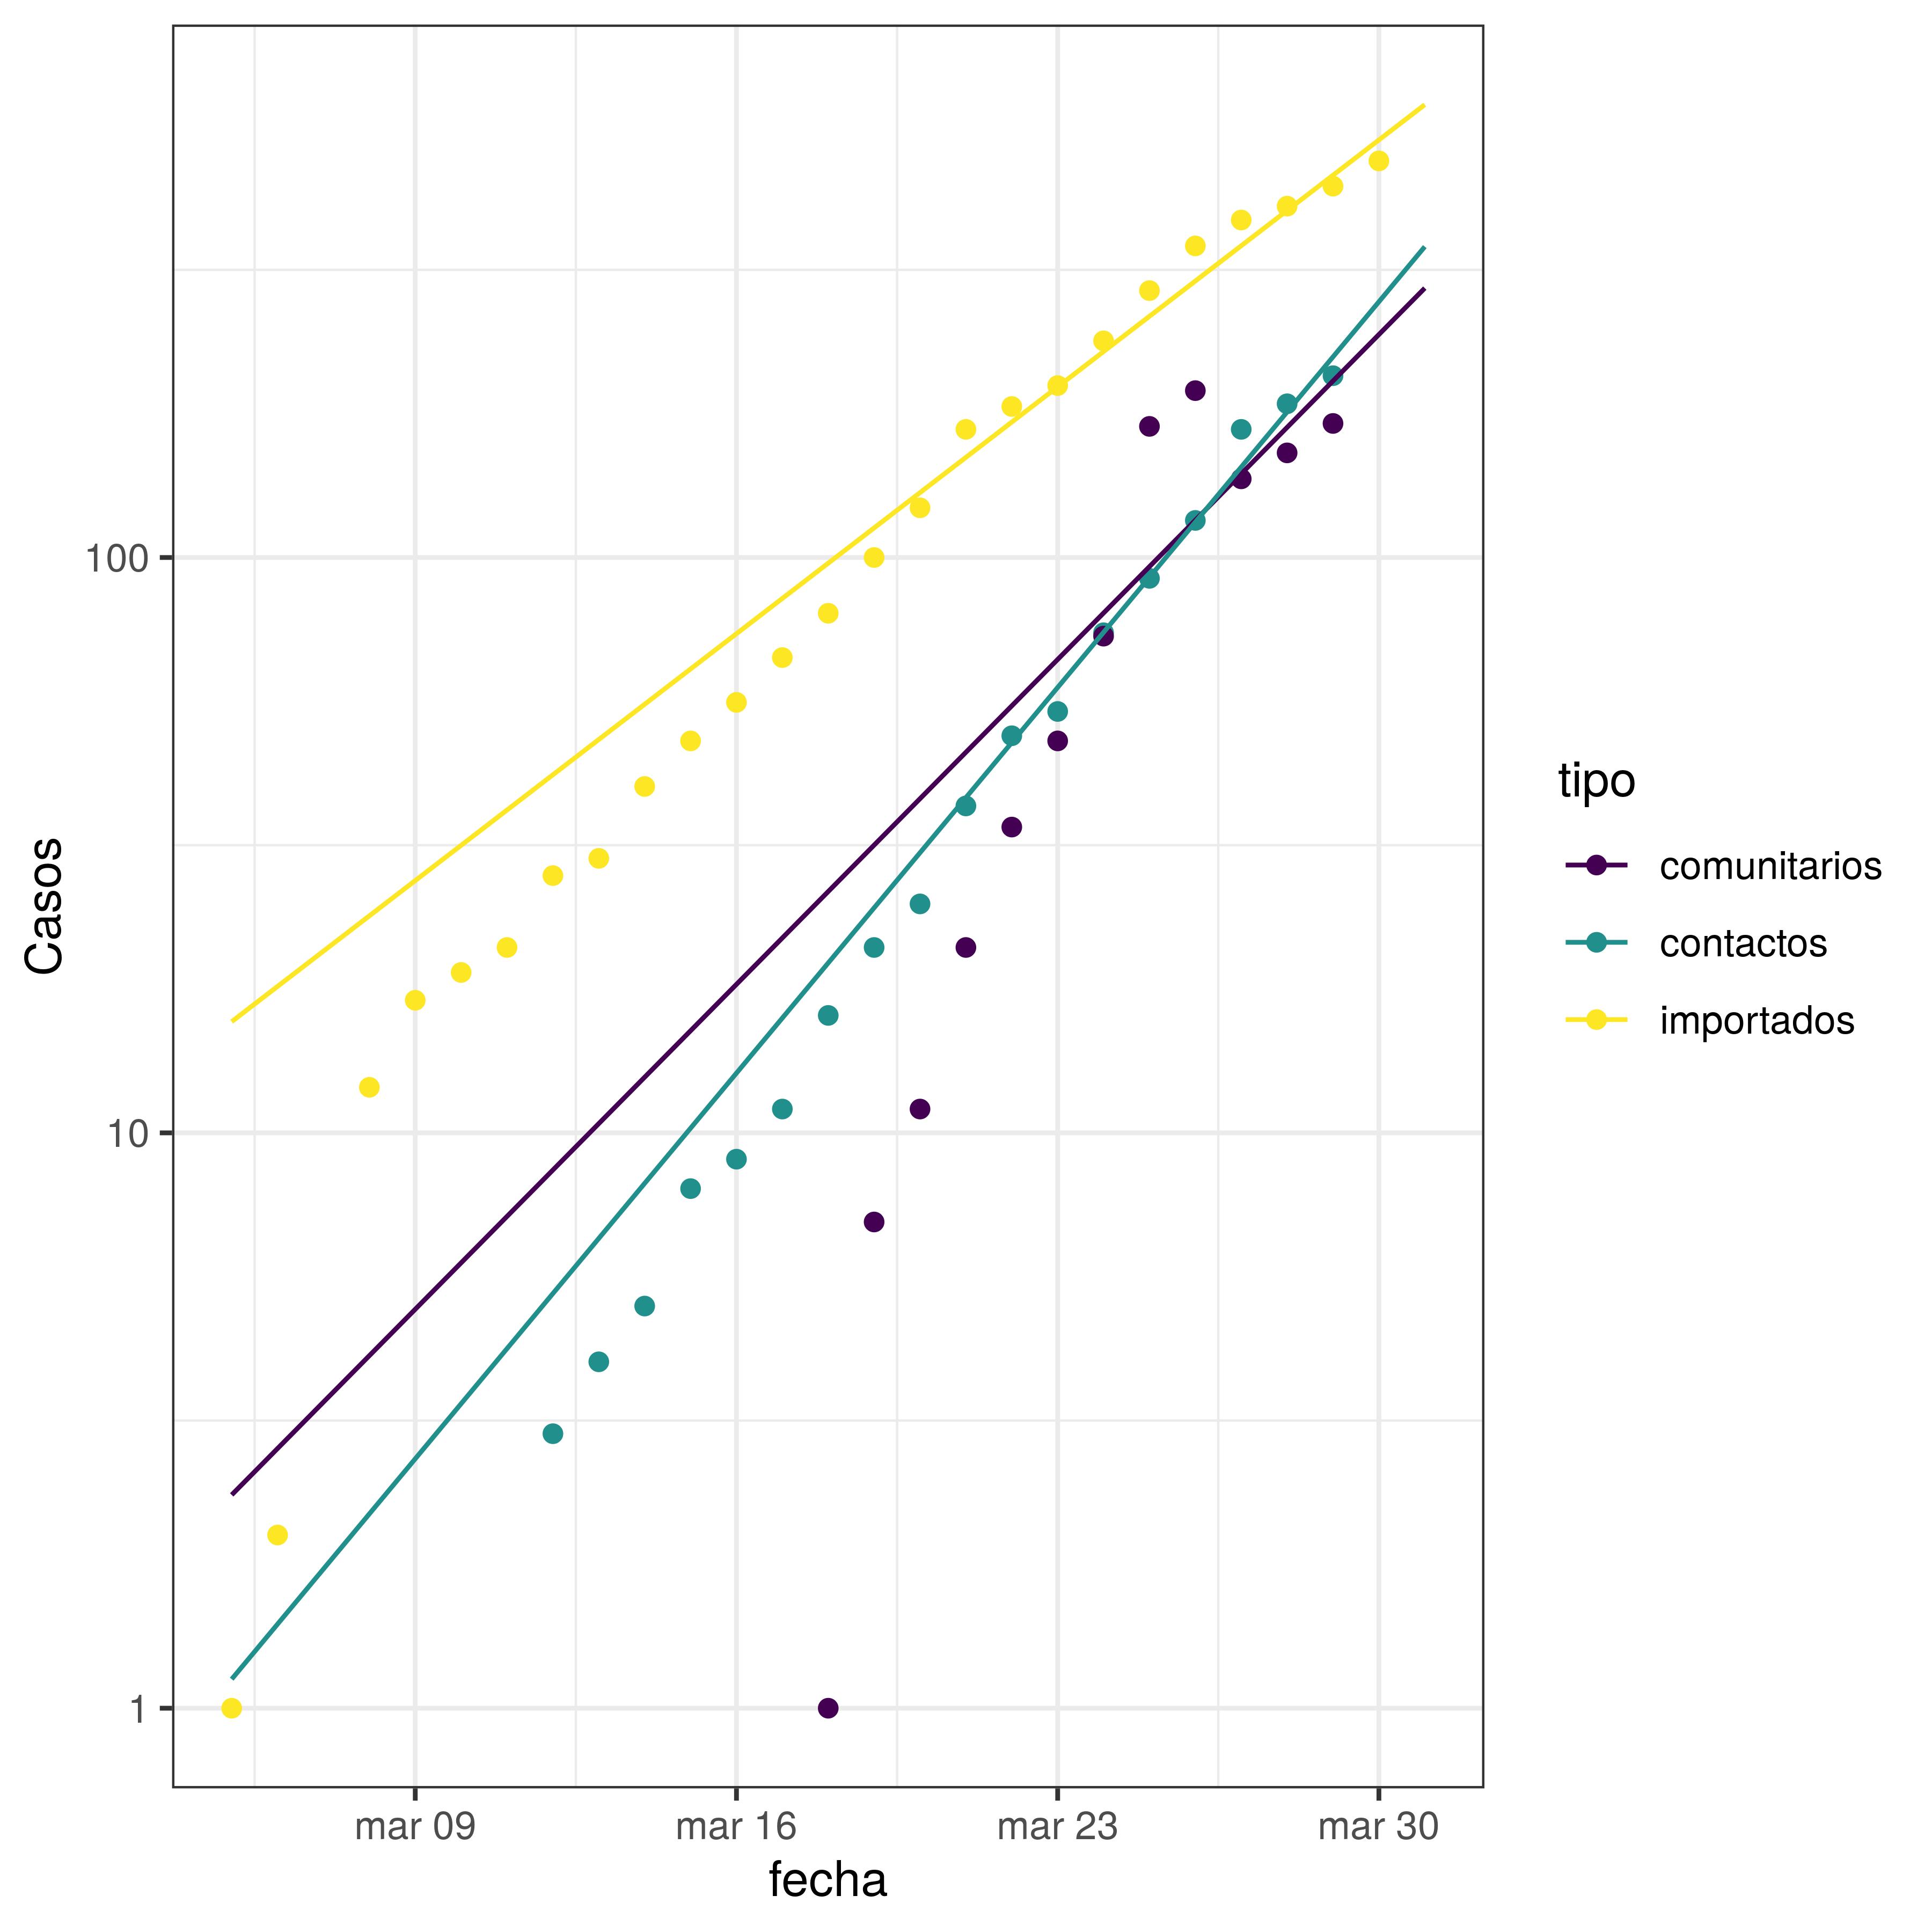 Casos
100
10
1
mar 09
mar 16
mar 23
mar 30
fecha
tipo
comunitarios
contactos
importados